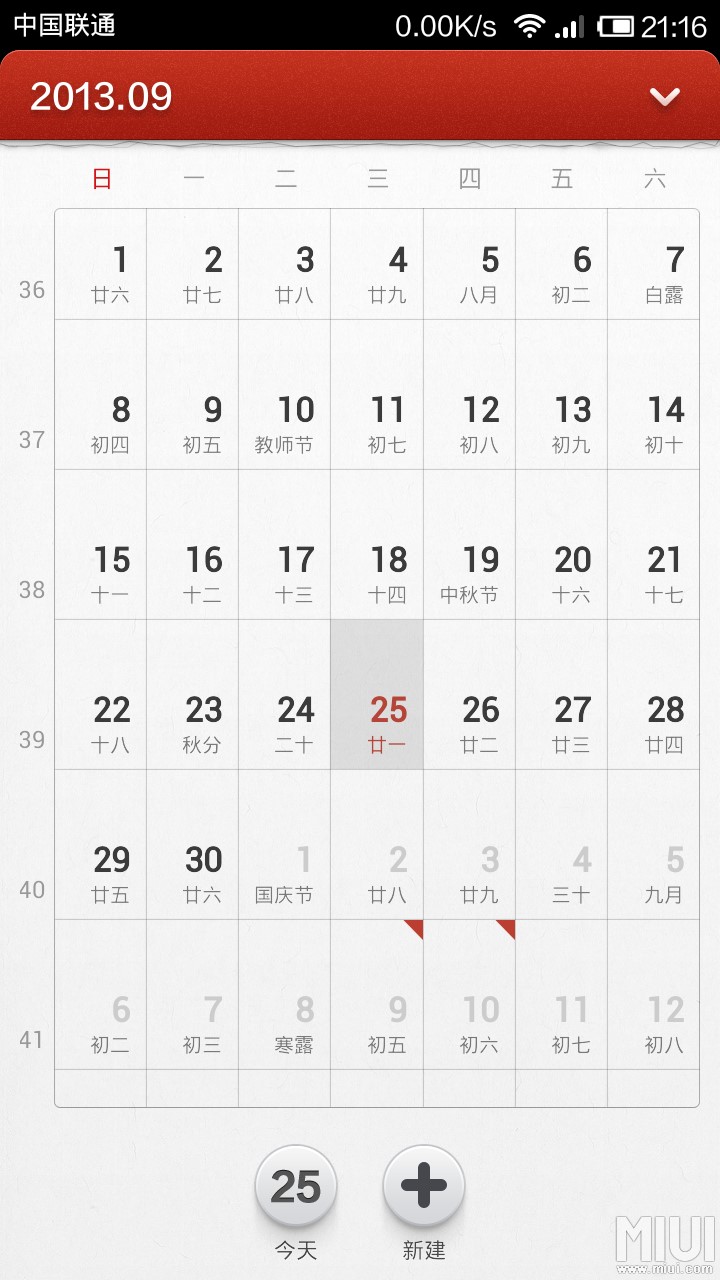 中国联通 0.00K/s 21:16
2013.09
日 一 二 三 四 五 六
36 1 2 3 4 5 6 7
廿六 廿七 廿八 廿九 八月 初二 白露
37 8 9 10 11 12 13 14
初四 初五 教师节 初七 初八 初九 初十
38 15 16 17 18 19 20 21
十一 十二 十三 十四 中秋节 十六 十七
39 22 23 24 25 26 27 28
十八 秋分 二十 廿一 廿二 廿三 廿四
40 29 30 1 2 3 4 5
廿五 廿六 国庆节 廿八 廿九 三十 九月
41 6 7 8 9 10 11 12
初二 初三 寒露 初五 初六 初七 初八
25
今天 新建
MIUI
www.miui.com